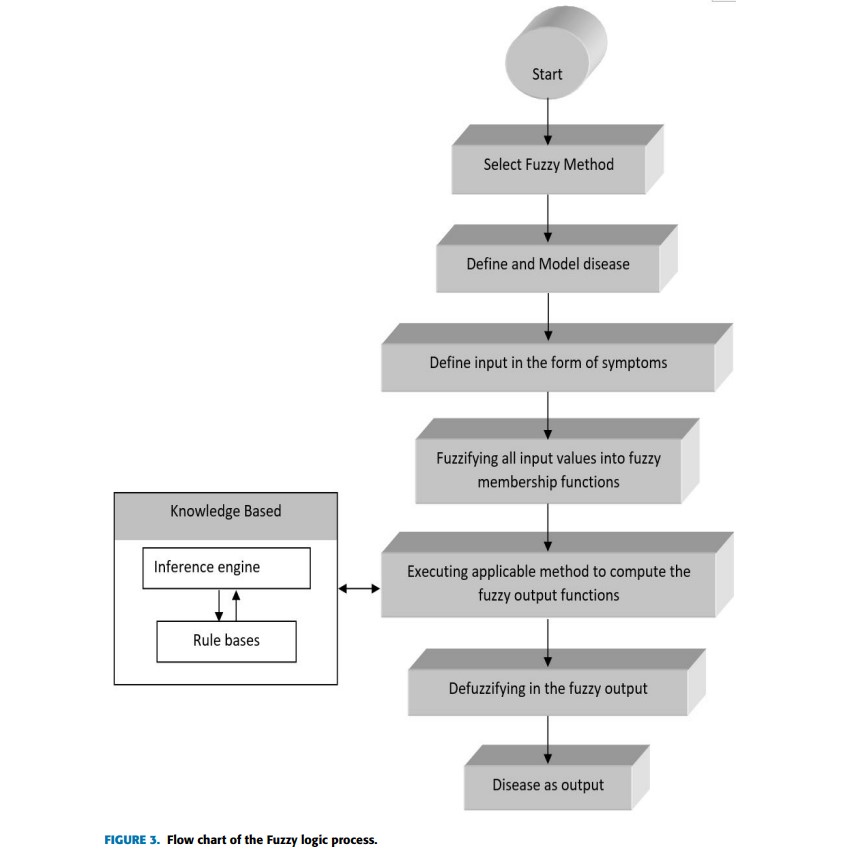 Start
Select Fuzzy Method
Define and Model disease
Define input in the form of symptoms
Fuzzifying all input values into fuzzy
membership functions
Knowledge Based
Inference engine
Rule bases
Executing applicable method to compute the
fuzzy output functions
Defuzzifying in the fuzzy output
Disease as output
FIGURE 3. Flow chart of the Fuzzy logic process.